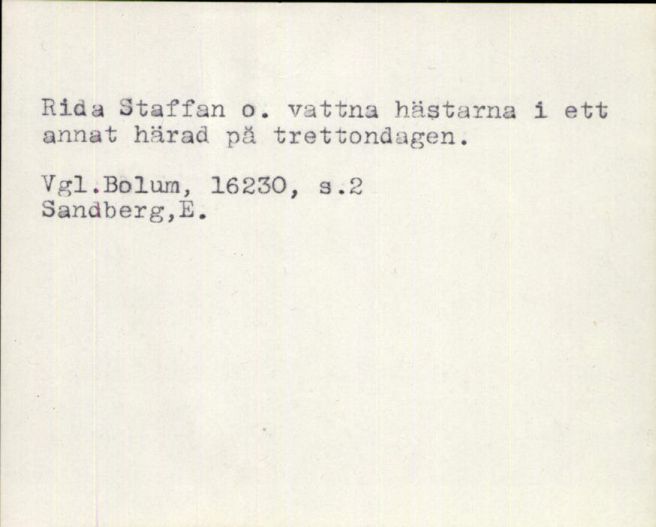 Rida Staffan o. vattna hästarna i ett
annat härad på trettondagen.
Vgl.Bolum, 16230, s.2
Sandberg,E.